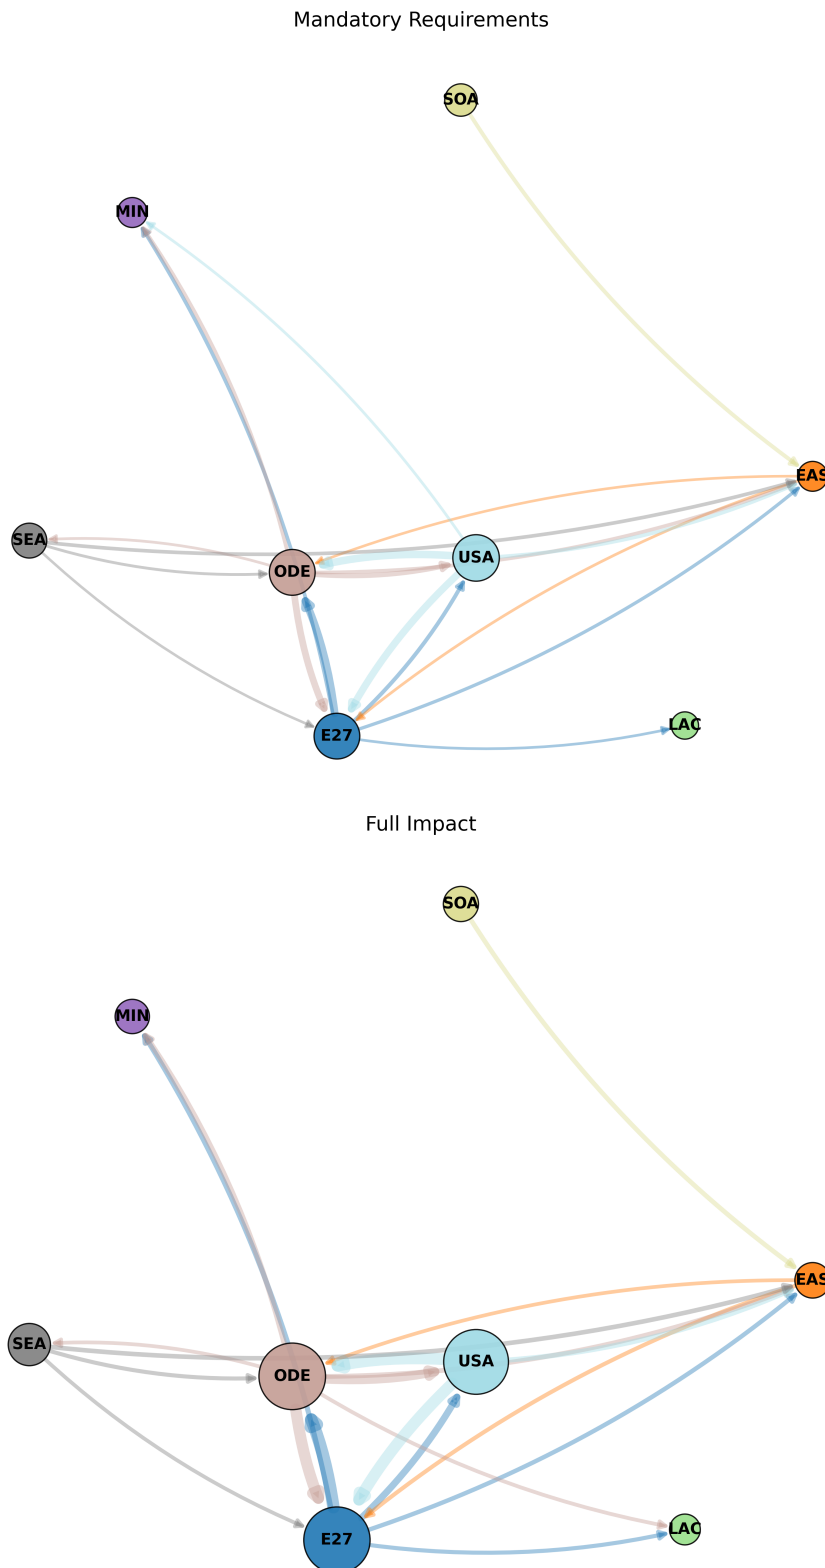 Mandatory Requirements
SOA
MIN
EAS
SEA
USA
ODE
LAC
E27
Full Impact
SOA
MIN
EAS
SEA
USA
ODE
LAC
E27